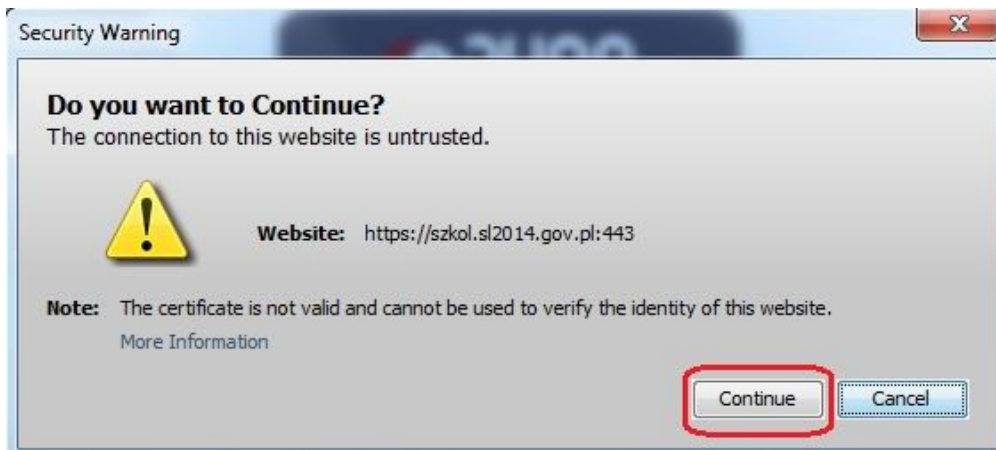 Security Warning
Do you want to Continue?
The connection to this website is untrusted.
Website: https://szkol.sl2014.gov.pl:443
Note: The certificate is not valid and cannot be used to verify the identity of this website.
More Information
Continue Cancel